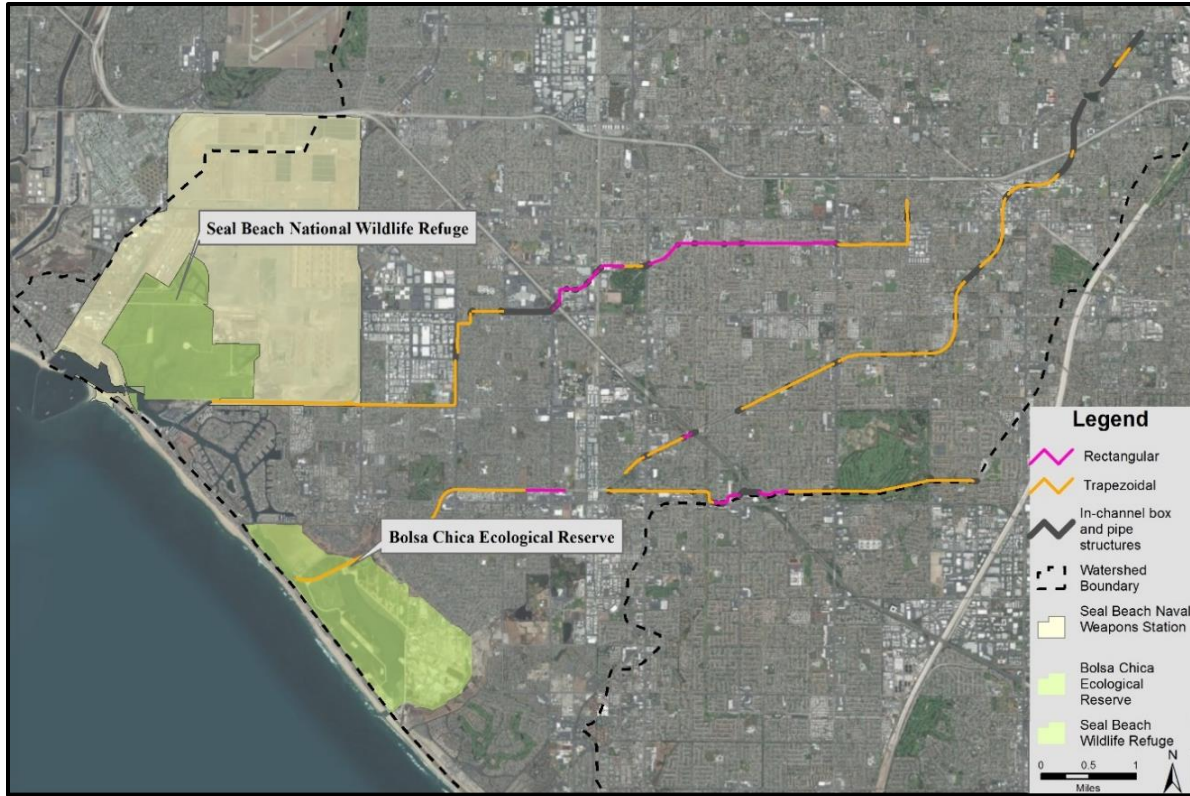 Seal Beach National Wildlife Refuge
Bolsa Chica Ecological Reserve
Legend
Rectangular
Trapezoidal
In-channel box
and pipe
structures
Watershed
Boundary
Seal Beach Naval
Weapons Station
Bolsa Chica
Ecological
Reserve
Seal Beach
Wildlife Refuge
N
0 0.5 1
Miles